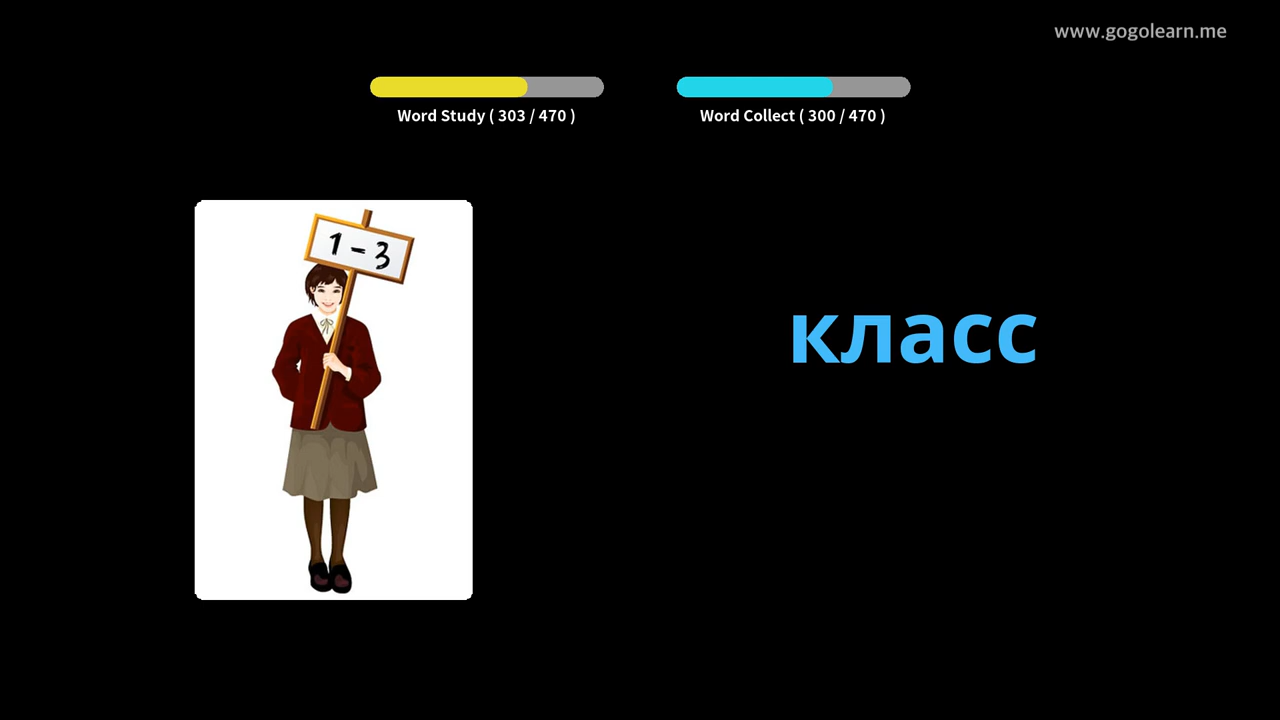 www.gogolearn.me
Word Study ( 303 / 470 )
Word Collect ( 300 / 470 )
1 - 3
класс